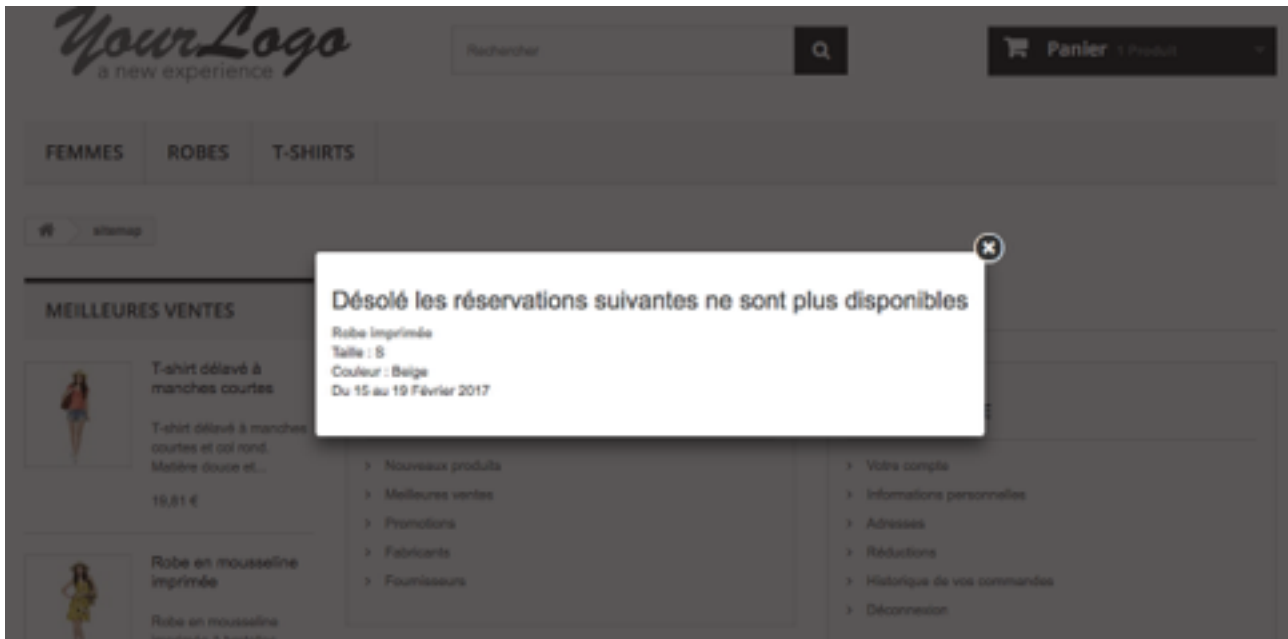 YourLogo
a new experience
Rechercher
Panier 1 Produit
FEMMES ROBES T-SHIRTS
sitemap
Désolé les réservations suivantes ne sont plus disponibles
Robe imprimée
Taille : S
Couleur : Beige
Du 15 au 19 Février 2017
MEILLEURES VENTES
T-shirt délavé à
manches courtes
T-shirt délavé à manches
courtes et col rond.
Matière douce et...
19,81 €
Robe en mousseline
imprimée
Robe en mousseline
Nouveaux produits
Meilleures ventes
Promotions
Fabricants
Fournisseurs
Votre compte
Informations personnelles
Adresses
Réductions
Historique de vos commandes
Déconnexion